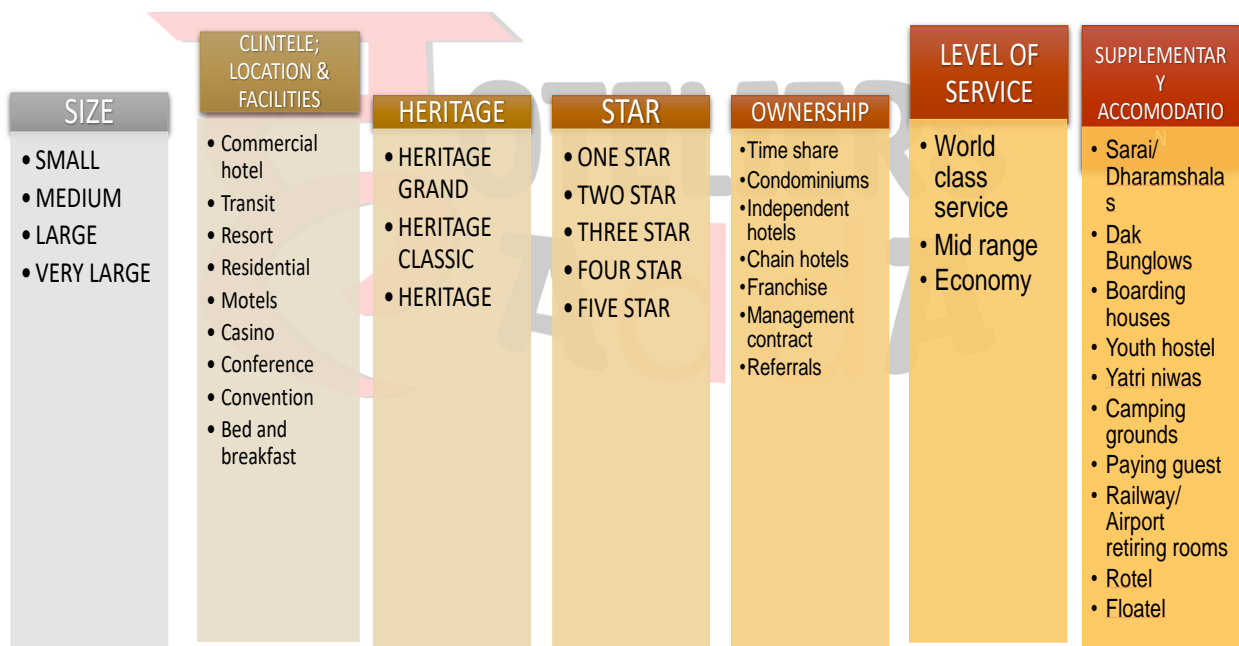 SIZE
• SMALL
• MEDIUM
• LARGE
• VERY LARGE
CLINTELE;
LOCATION &
FACILITIES
• Commercial
hotel
• Transit
• Resort
• Residential
• Motels
• Casino
• Conference
• Convention
• Bed and
breakfast
HERITAGE
• HERITAGE
GRAND
• HERITAGE
CLASSIC
• HERITAGE
STAR
• ONE STAR
• TWO STAR
• THREE STAR
• FOUR STAR
• FIVE STAR
OWNERSHIP
•Time share
•Condominiums
•Independent
hotels
•Chain hotels
•Franchise
•Management
contract
•Referrals
LEVEL OF
SERVICE
• World
class
service
• Mid range
• Economy
SUPPLEMENTAR
Y
ACCOMODATIO
N
• Sarai/
Dharamshala
s
• Dak
Bunglows
• Boarding
houses
• Youth hostel
• Yatri niwas
• Camping
grounds
• Paying guest
• Railway/
Airport
retiring rooms
• Rotel
• Floatel